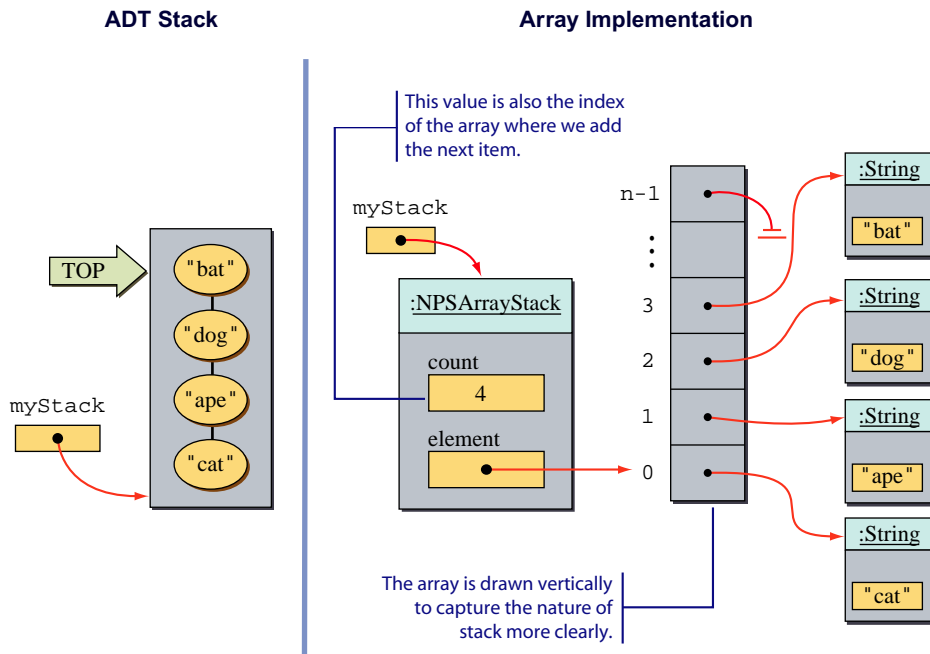 ADT Stack
TOP
"bat"
"dog"
"ape"
"cat"
myStack
Array Implementation
This value is also the index
of the array where we add
the next item.
myStack
:NPSArrayStack
count
4
element
n-1
3
2
1
0
:String
"bat"
:String
"dog"
:String
"ape"
:String
"cat"
The array is drawn vertically
to capture the nature of
stack more clearly.